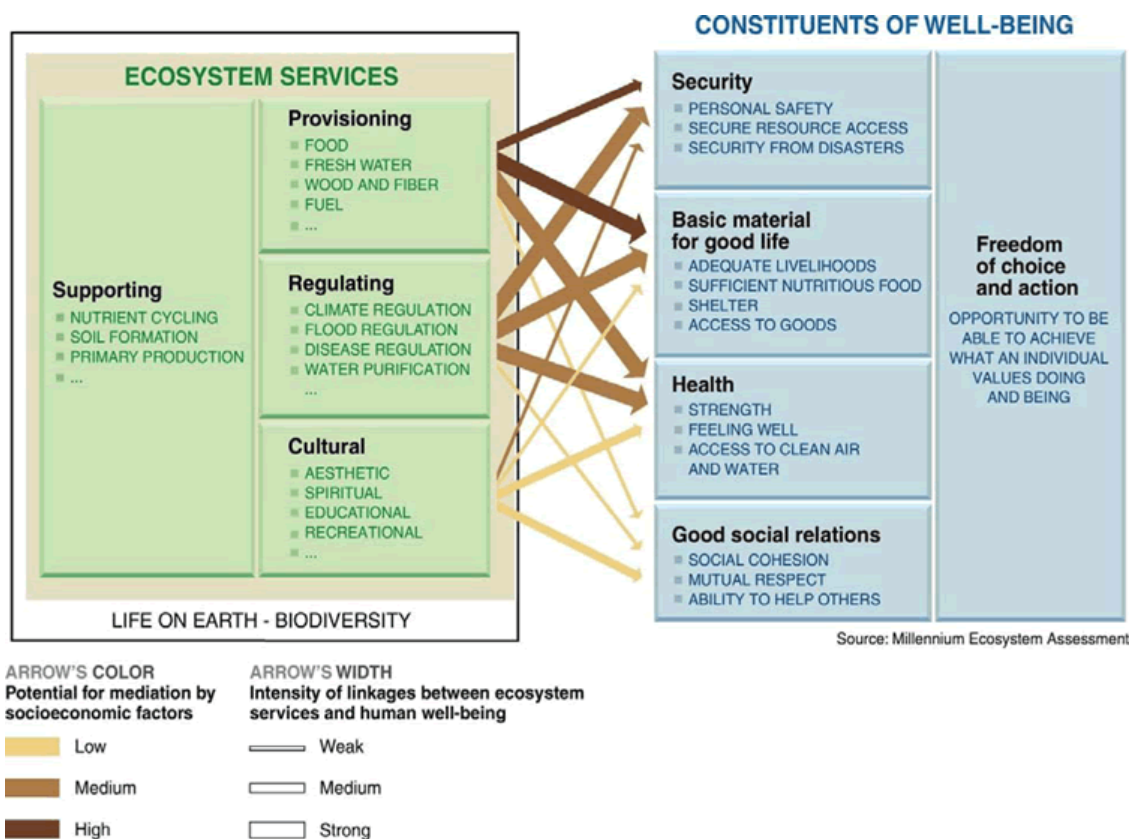 CONSTITUENTS OF WELL-BEING
ECOSYSTEM SERVICES
Supporting
NUTRIENT CYCLING
SOIL FORMATION
PRIMARY PRODUCTION
...
Provisioning
FOOD
FRESH WATER
WOOD AND FIBER
FUEL
...
Regulating
CLIMATE REGULATION
FLOOD REGULATION
DISEASE REGULATION
WATER PURIFICATION
...
Cultural
AESTHETIC
SPIRITUAL
EDUCATIONAL
RECREATIONAL
...
LIFE ON EARTH - BIODIVERSITY
Security
PERSONAL SAFETY
SECURE RESOURCE ACCESS
SECURITY FROM DISASTERS
Basic material
for good life
ADEQUATE LIVELIHOODS
SUFFICIENT NUTRITIOUS FOOD
SHELTER
ACCESS TO GOODS
Health
STRENGTH
FEELING WELL
ACCESS TO CLEAN AIR
AND WATER
Good social relations
SOCIAL COHESION
MUTUAL RESPECT
ABILITY TO HELP OTHERS
Freedom
of choice
and action
OPPORTUNITY TO BE
ABLE TO ACHIEVE
WHAT AN INDIVIDUAL
VALUES DOING
AND BEING
Source: Millennium Ecosystem Assessment
ARROW'S COLOR
Potential for mediation by
socioeconomic factors
Low
Medium
High
ARROW'S WIDTH
Intensity of linkages between ecosystem
services and human well-being
Weak
Medium
Strong